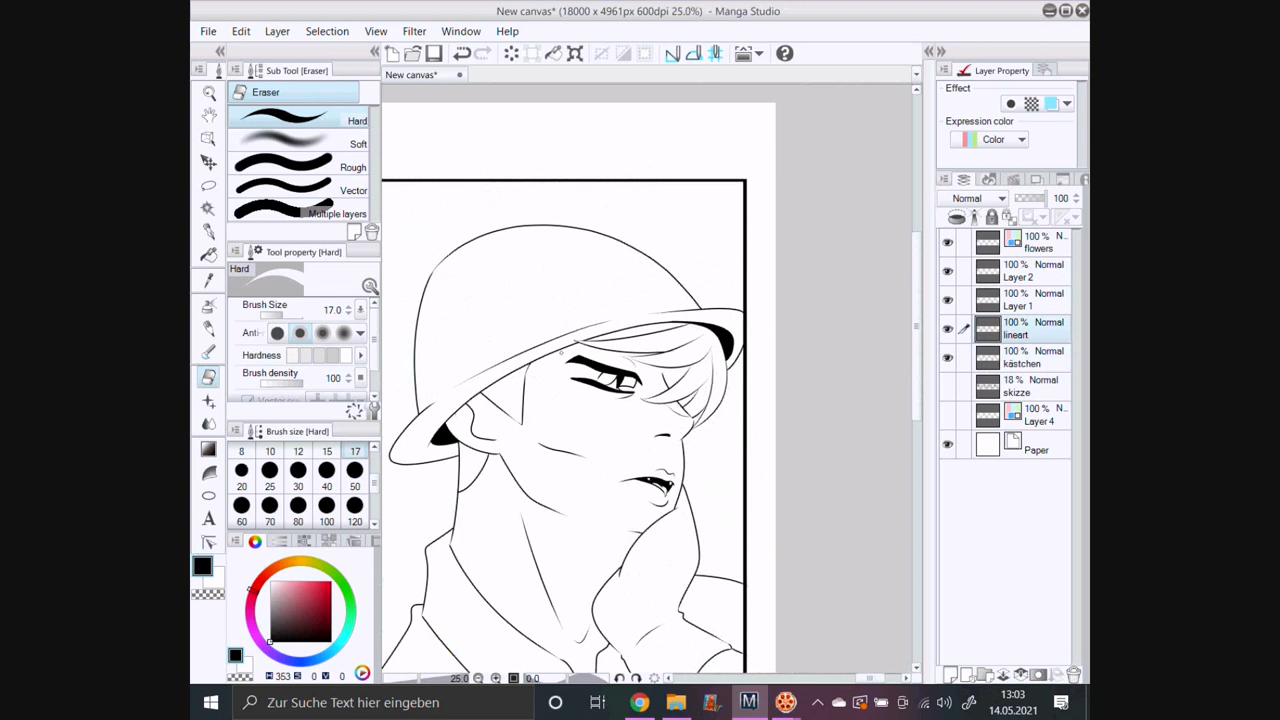 New canvas* (18000 x 4961px 600dpi 25.0%) - Manga Studio
File Edit Layer Selection View Filter Window Help
Sub Tool [Eraser]
New canvas*
Layer Property
Eraser
Effect
Hard
Expression color
Soft
Color
Rough
Vector
Normal 100
Multiple layers
100 % N..
flowers
Tool property [Hard]
100 % Normal
Layer 2
Hard
100 % Normal
Layer 1
Brush Size 17.0
100 % Normal
lineart
Anti-
Hardness
100 % Normal
kästchen
Brush density 100
18 % Normal
skizze
100 % N..
Layer 4
Brush size [Hard]
Paper
8 10 12 15 17
20 25 30 40 50
60 70 80 100 120
A
H 353 S 0 V
25.0
0.0
Zur Suche Text hier eingeben
M
13:03
14.05.2021